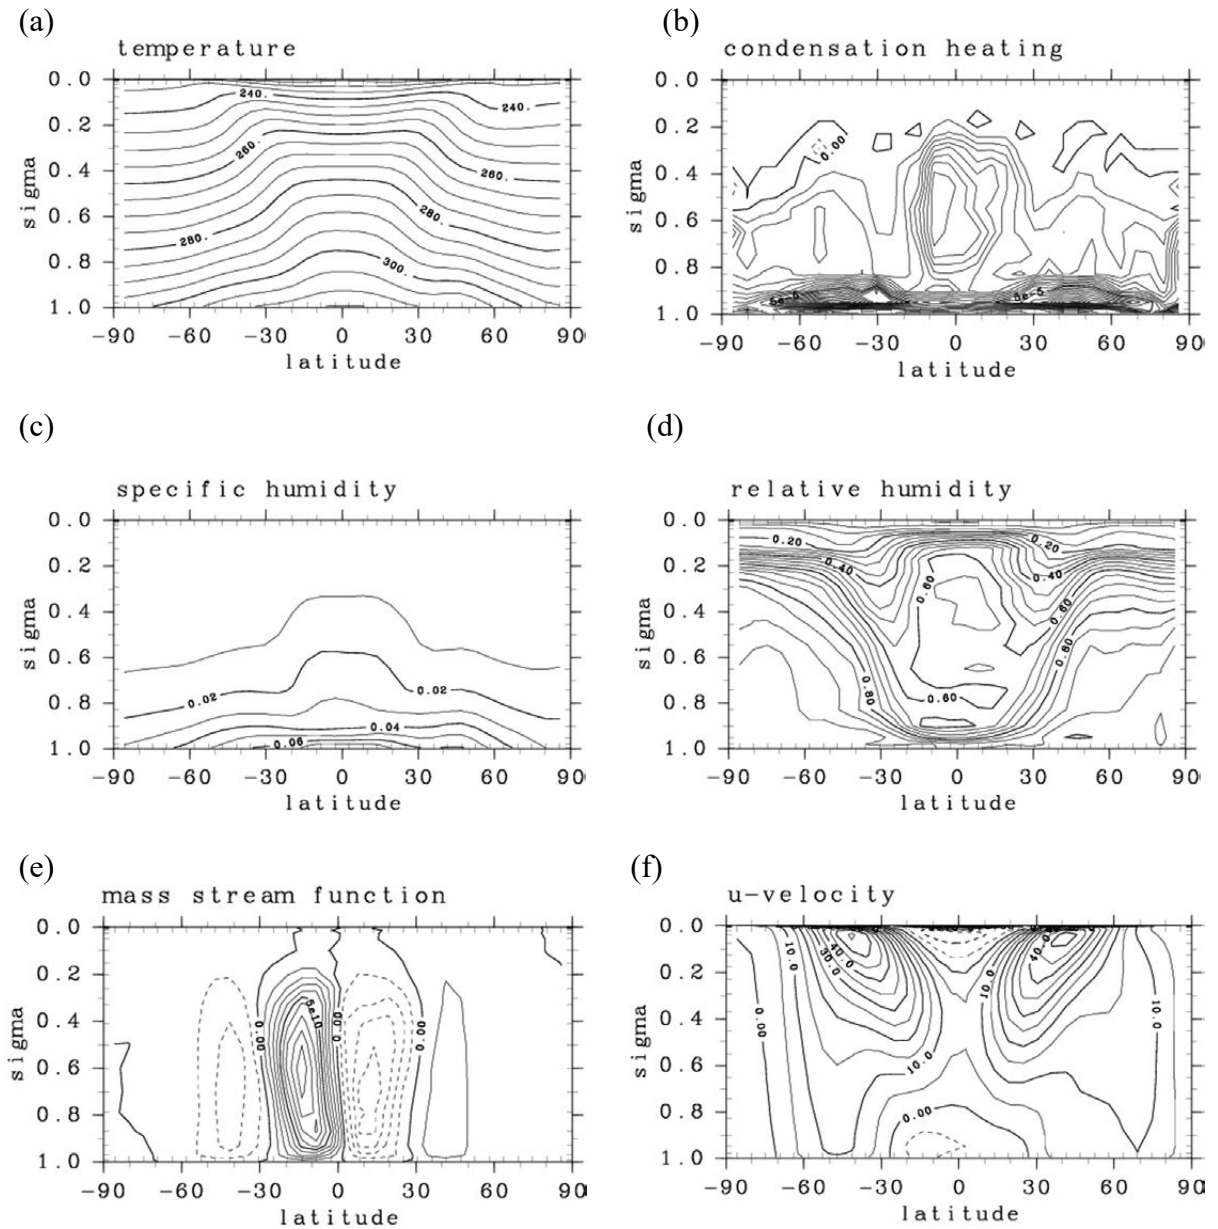 (a)
temperature
0.0
0.2
0.4
0.6
0.8
1.0
sigma
240.
240.
260.
260.
280.
280.
300.
-90 -60 -30 0 30 60 90
latitude
(b)
condensation heating
0.0
0.2
0.4
0.6
0.8
1.0
sigma
0.00
5e-5
5e-5
-90 -60 -30 0 30 60 90
latitude
(c)
specific humidity
0.0
0.2
0.4
0.6
0.8
1.0
sigma
0.02
0.02
0.04
0.06
-90 -60 -30 0 30 60 90
latitude
(d)
relative humidity
0.0
0.2
0.4
0.6
0.8
1.0
sigma
0.20
0.20
0.40
0.40
0.60
0.60
0.80
0.80
0.60
-90 -60 -30 0 30 60 90
latitude
(e)
mass stream function
0.0
0.2
0.4
0.6
0.8
1.0
sigma
0.00
5e10
0.00
0.00
-90 -60 -30 0 30 60 90
latitude
(f)
u-velocity
0.0
0.2
0.4
0.6
0.8
1.0
sigma
10.0
30.0
40.0
40.0
10.0
0.00
10.0
10.0
10.0
0.00
-90 -60 -30 0 30 60 90
latitude